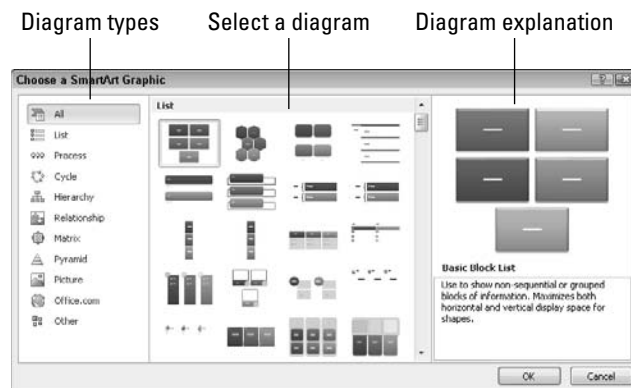 Diagram types
Select a diagram
Diagram explanation
Choose a SmartArt Graphic
All
List
Process
Cycle
Hierarchy
Relationship
Matrix
Pyramid
Picture
Office.com
Other
List
Basic Block List
Use to show non-sequential or grouped
blocks of information. Maximizes both
horizontal and vertical display space for
shapes.
OK
Cancel